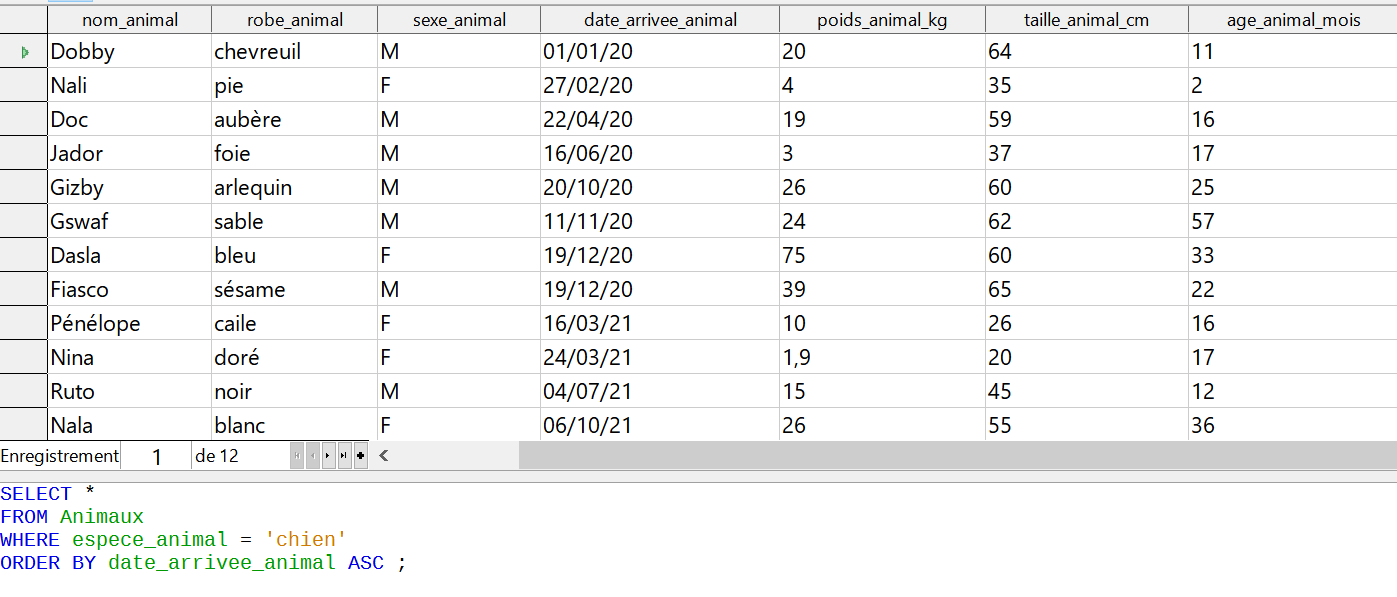 nom_animal robe_animal sexe_animal date_arrivee_animal poids_animal_kg taille_animal_cm age_animal_mois
Dobby chevreuil M 01/01/20 20 64 11
Nali pie F 27/02/20 4 35 2
Doc aubère M 22/04/20 19 59 16
Jador foie M 16/06/20 3 37 17
Gizby arlequin M 20/10/20 26 60 25
Gswaf sable M 11/11/20 24 62 57
Dasla bleu F 19/12/20 75 60 33
Fiasco sésame M 19/12/20 39 65 22
Pénélope caile F 16/03/21 10 26 16
Nina doré F 24/03/21 1,9 20 17
Ruto noir M 04/07/21 15 45 12
Nala blanc F 06/10/21 26 55 36
Enregistrement 1 de 12
SELECT *
FROM Animaux
WHERE espece_animal = 'chien'
ORDER BY date_arrivee_animal ASC ;